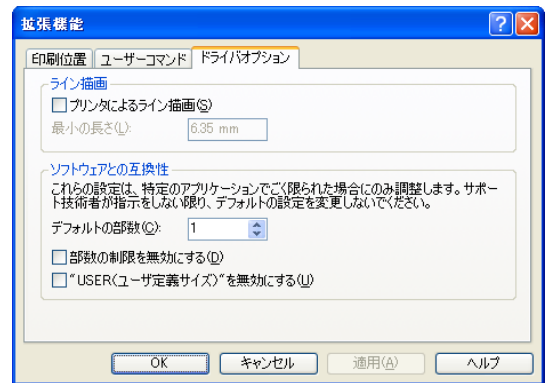 拡張機能
印刷位置 ユーザーコマンド ドライバオプション
ライン描画
プリンタによるライン描画(S)
最小の長さ(L): 6.35 mm
ソフトウェアとの互換性
これらの設定は、特定のアプリケーションでごく限られた場合にのみ調整します。サポー
ト技術者が指示をしない限り、デフォルトの設定を変更しないでください。
デフォルトの部数(C): 1
部数の制限を無効にする(D)
"USER(ユーザ定義サイズ)"を無効にする(U)
OK キャンセル 適用(A) ヘルプ